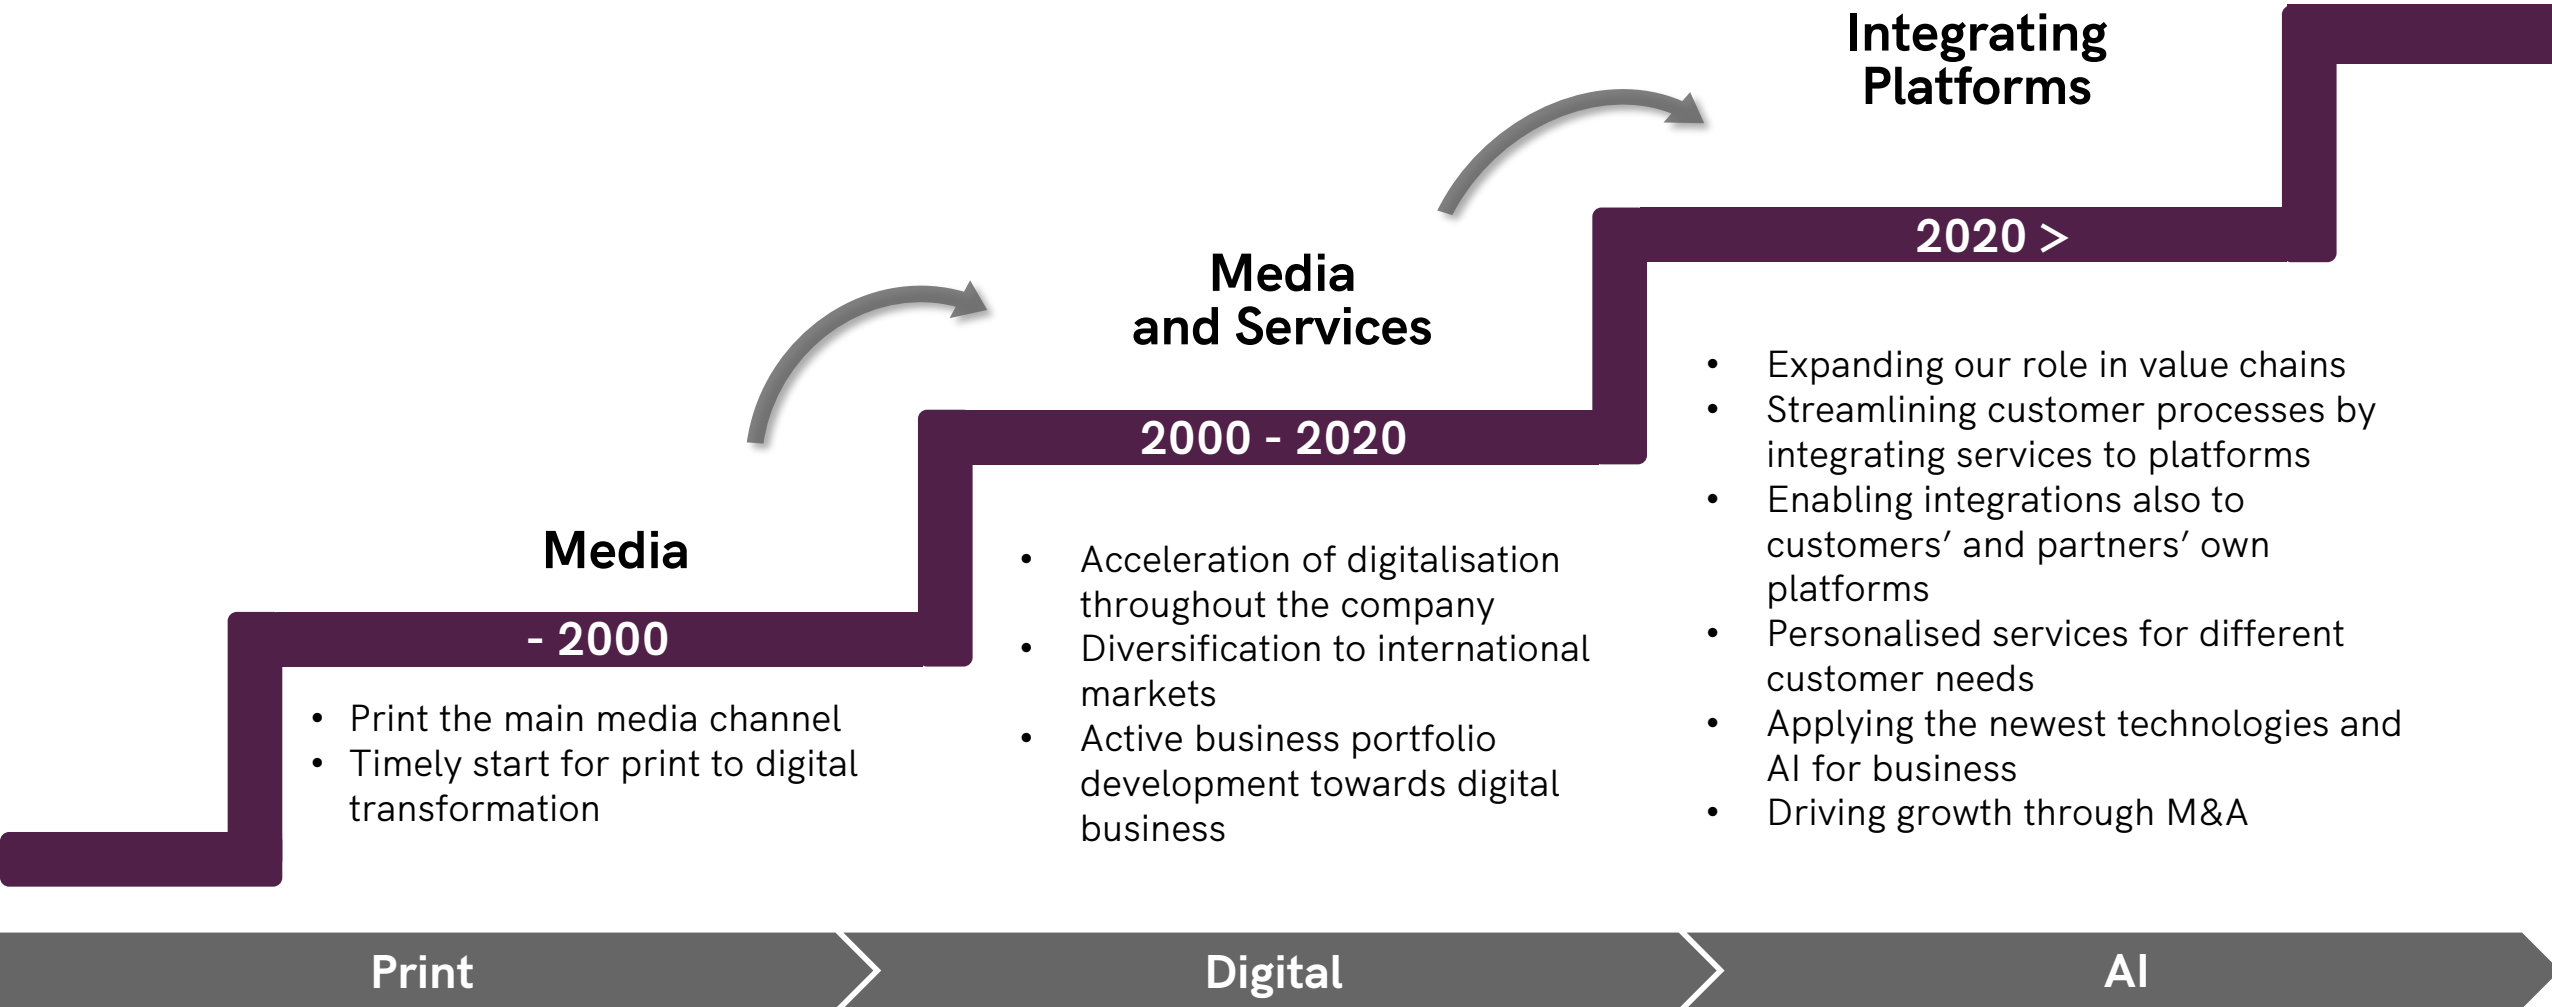 Media
- 2000
• Print the main media channel
• Timely start for print to digital
transformation
Media
and Services
2000 - 2020
• Acceleration of digitalisation
throughout the company
• Diversification to international
markets
• Active business portfolio
development towards digital
business
Integrating
Platforms
2020 >
• Expanding our role in value chains
• Streamlining customer processes by
integrating services to platforms
• Enabling integrations also to
customers’ and partners’ own
platforms
• Personalised services for different
customer needs
• Applying the newest technologies and
AI for business
• Driving growth through M&A
Print
Digital
AI